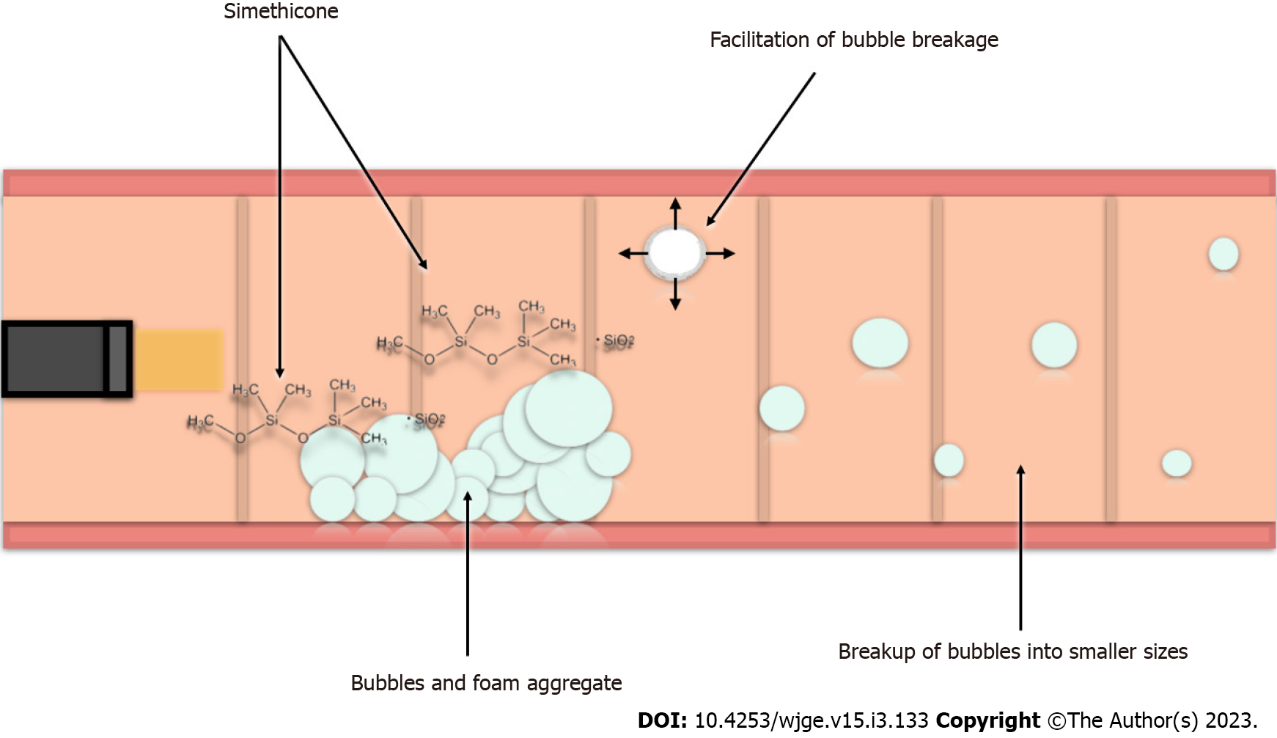 Simethicone
Facilitation of bubble breakage
H₃C CH₃ CH₃
CH₃
H₃C Si Si • SiO₂
O O CH₃
H₃C CH₃ CH₃
CH₃
H₃C Si Si • SiO₂
O O CH₃
Breakup of bubbles into smaller sizes
Bubbles and foam aggregate
DOI: 10.4253/wjge.v15.i3.133 Copyright ©The Author(s) 2023.